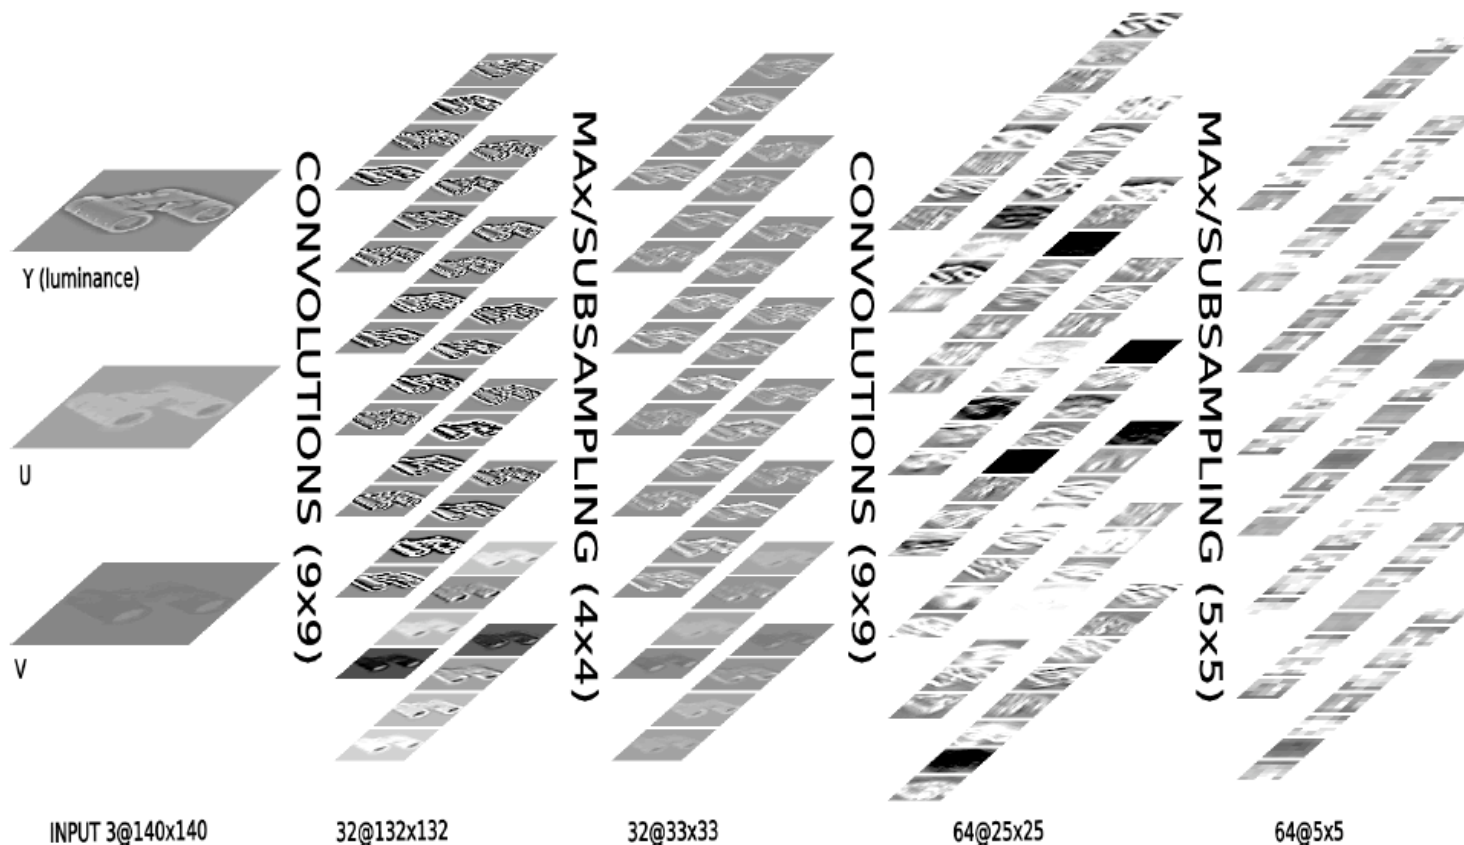 Y (luminance)
U
V
CONVOLUTIONS (9x9)
MAx/SUBSAMPLING (4x4)
CONVOLUTIONS (9x9)
MAx/SUBSAMPLING (5x5)
INPUT 3@140x140
32@132x132
32@33x33
64@25x25
64@5x5